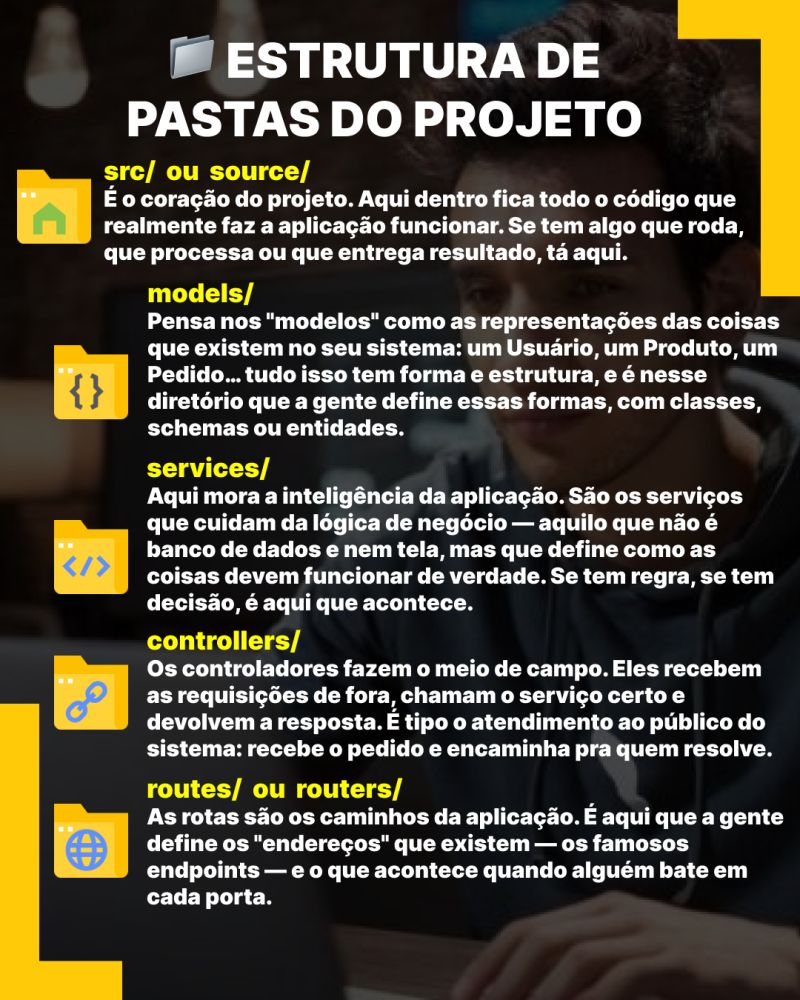 ESTRUTURA DE
PASTAS DO PROJETO
src/ ou source/
É o coração do projeto. Aqui dentro fica todo o código que
realmente faz a aplicação funcionar. Se tem algo que roda,
que processa ou que entrega resultado, tá aqui.
models/
Pensa nos "modelos" como as representações das coisas
que existem no seu sistema: um Usuário, um Produto, um
Pedido... tudo isso tem forma e estrutura, e é nesse
diretório que a gente define essas formas, com classes,
schemas ou entidades.
services/
Aqui mora a inteligência da aplicação. São os serviços
que cuidam da lógica de negócio — aquilo que não é
banco de dados e nem tela, mas que define como as
coisas devem funcionar de verdade. Se tem regra, se tem
decisão, é aqui que acontece.
controllers/
Os controladores fazem o meio de campo. Eles recebem
as requisições de fora, chamam o serviço certo e
devolvem a resposta. É tipo o atendimento ao público do
sistema: recebe o pedido e encaminha pra quem resolve.
routes/ ou routers/
As rotas são os caminhos da aplicação. É aqui que a gente
define os "endereços" que existem — os famosos
endpoints — e o que acontece quando alguém bate em
cada porta.